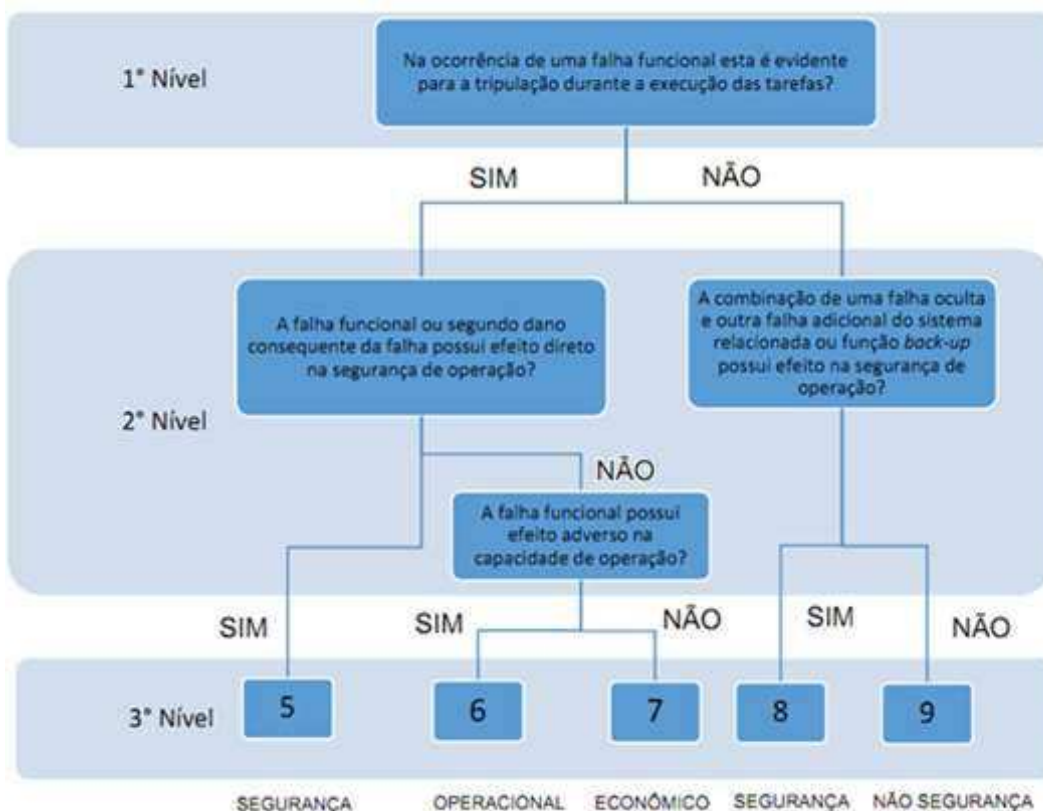 1° Nível
Na ocorrência de uma falha funcional esta é evidente
para a tripulação durante a execução das tarefas?
SIM
NÃO
2° Nível
A falha funcional ou segundo dano
consequente da falha possui efeito direto
na segurança de operação?
A combinação de uma falha oculta
e outra falha adicional do sistema
relacionada ou função back-up
possui efeito na segurança de
operação?
NÃO
A falha funcional possui
efeito adverso na
capacidade de operação?
SIM
SIM
NÃO
SIM
NÃO
3° Nível
5
6
7
8
9
SEGURANÇA
OPERACIONAL
ECONÔMICO
SEGURANÇA
NÃO SEGURANÇA